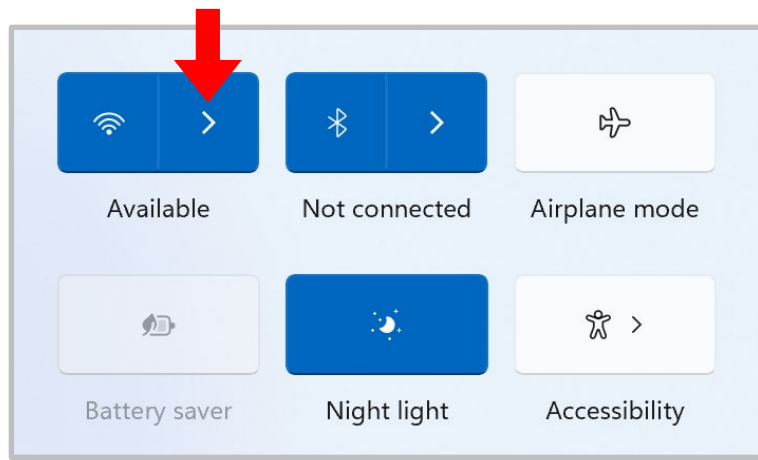 Available
Not connected
Airplane mode
Battery saver
Night light
Accessibility